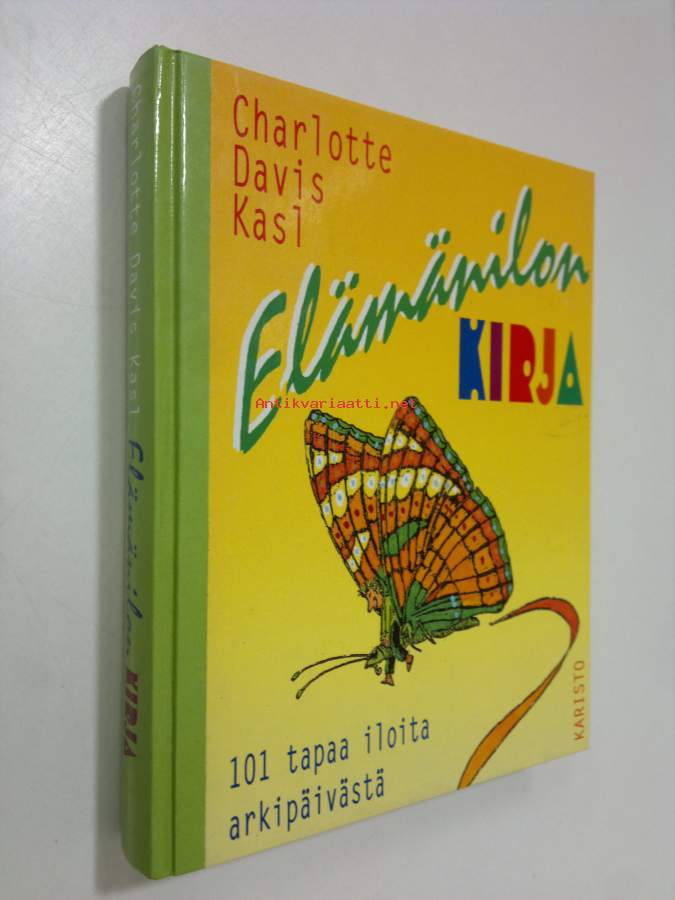 Charlotte
Davis
Kasl
Elämänilon
KIRJA
Antikvariaatti.net
101 tapaa iloita
arkipäivästä
KARISTO
Charlotte Davis Kasl Elämänilon KIRJA